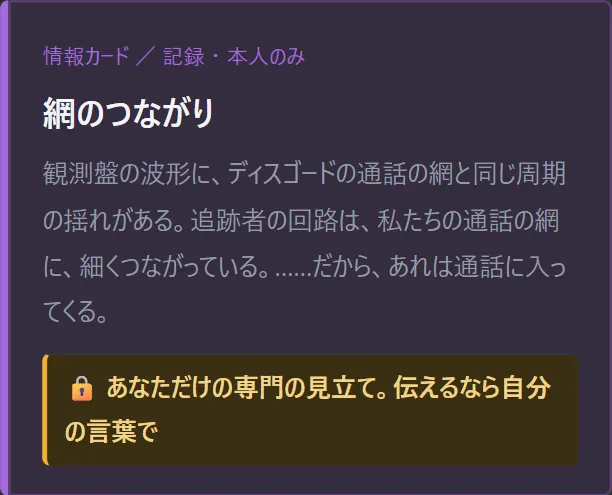 情報カード ／ 記録 · 本人のみ
網のつながり
観測盤の波形に、ディスゴードの通話の網と同じ周期
の揺れがある。追跡者の回路は、私たちの通話の網
に、細くつながっている。……だから、あれは通話に入っ
てくる。
🔒 あなただけの専門の見立て。伝えるなら自分
の言葉で